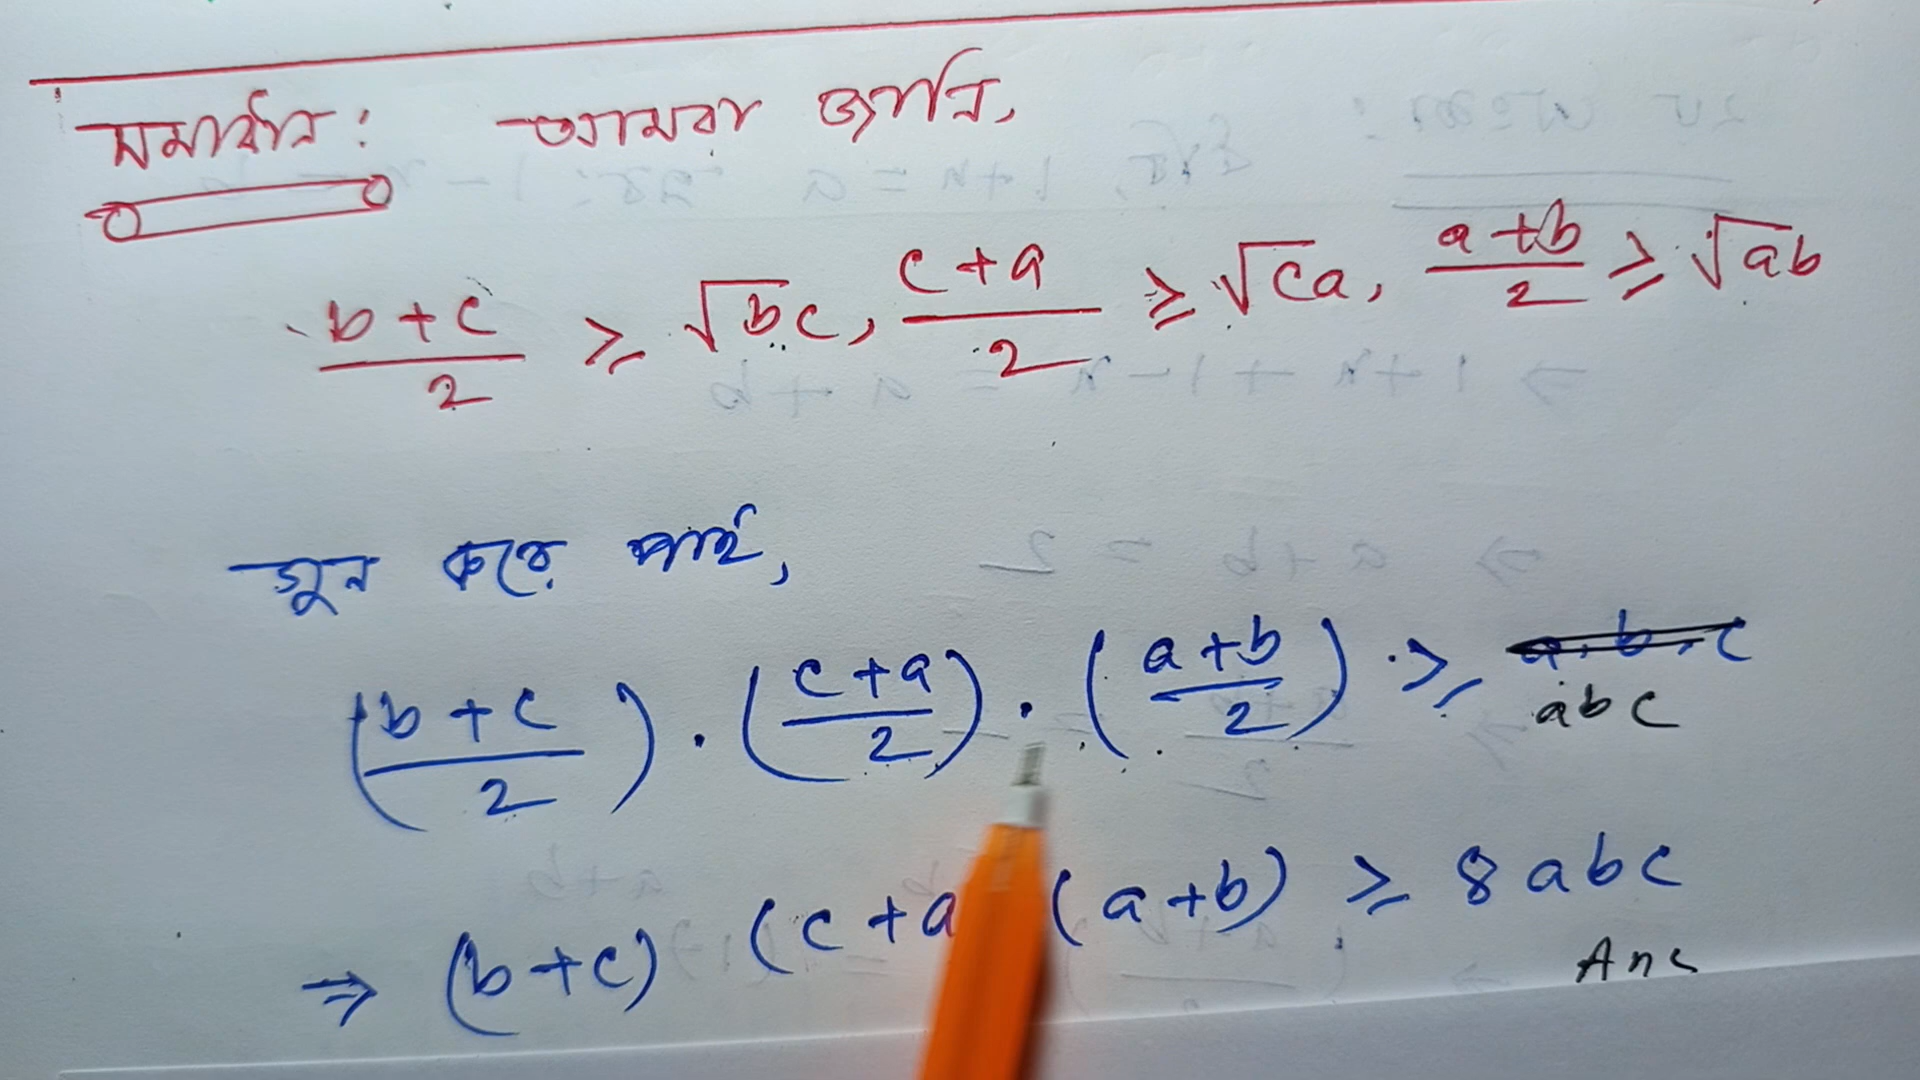 সমাধান: আমরা জানি,
b+c/2 ≥ √bc, c+a/2 ≥ √ca, a+b/2 ≥ √ab
গুন করে পাই,
(b+c/2) · (c+a/2) · (a+b/2) ≥ a.b.c abc
⇒ (b+c) (c+a (a+b) ≥ 8abc
Ans